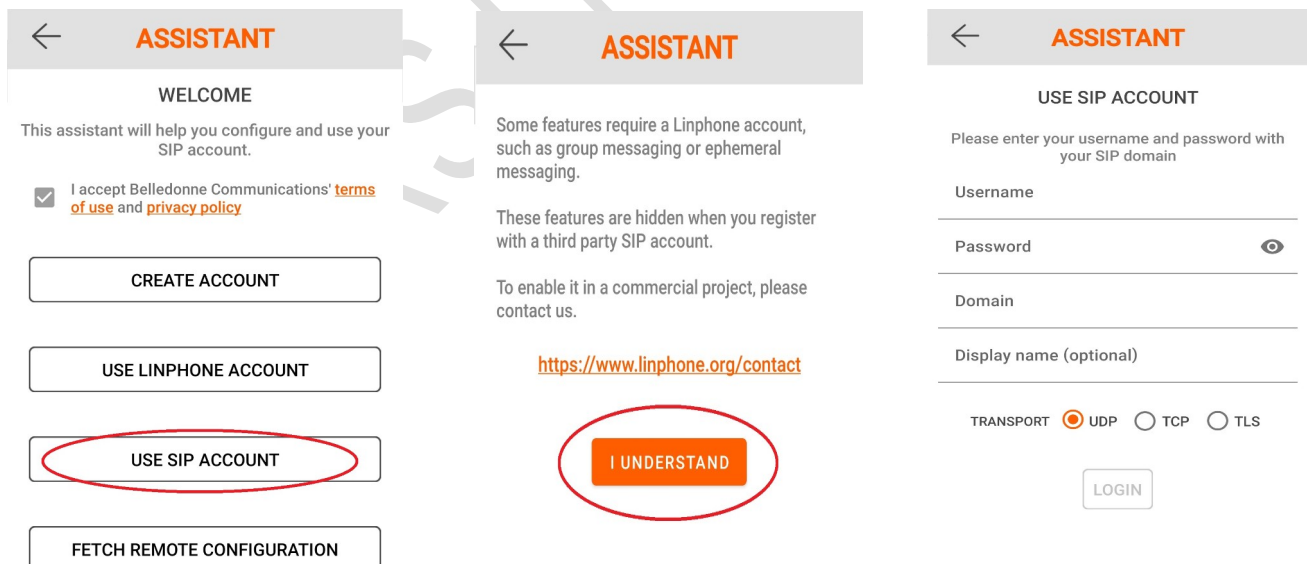 ASSISTANT
WELCOME
This assistant will help you configure and use your
SIP account.
I accept Belledonne Communications' terms
of use and privacy policy
CREATE ACCOUNT
USE LINPHONE ACCOUNT
USE SIP ACCOUNT
FETCH REMOTE CONFIGURATION
ASSISTANT
Some features require a Linphone account,
such as group messaging or ephemeral
messaging.
These features are hidden when you register
with a third party SIP account.
To enable it in a commercial project, please
contact us.
https://www.linphone.org/contact
I UNDERSTAND
ASSISTANT
USE SIP ACCOUNT
Please enter your username and password with
your SIP domain
Username
Password
Domain
Display name (optional)
TRANSPORT UDP TCP TLS
LOGIN